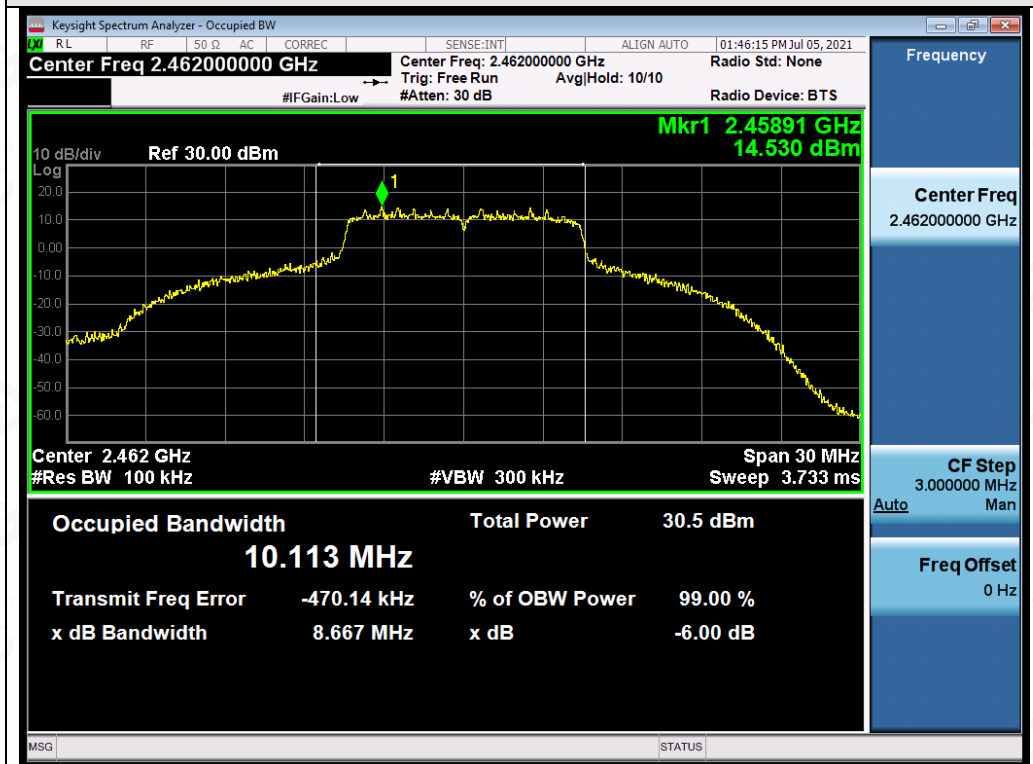 Keysight Spectrum Analyzer - Occupied BW
LXI RL RF 50 Ω AC CORREC SENSE:INT ALIGN AUTO 01:46:15 PM Jul 05, 2021
Center Freq 2.462000000 GHz
Center Freq: 2.462000000 GHz Radio Std: None
Trig: Free Run Avg|Hold: 10/10
#IFGain:Low #Atten: 30 dB Radio Device: BTS
Mkr1 2.45891 GHz
14.530 dBm
10 dB/div Ref 30.00 dBm
Log
1
20.0
10.0
0.00
-10.0
-20.0
-30.0
-40.0
-50.0
-60.0
Center 2.462 GHz Span 30 MHz
#Res BW 100 kHz #VBW 300 kHz Sweep 3.733 ms
Occupied Bandwidth Total Power 30.5 dBm
10.113 MHz
Transmit Freq Error -470.14 kHz % of OBW Power 99.00 %
x dB Bandwidth 8.667 MHz x dB -6.00 dB
MSG STATUS
Frequency
Center Freq
2.462000000 GHz
CF Step
3.000000 MHz
Auto Man
Freq Offset
0 Hz